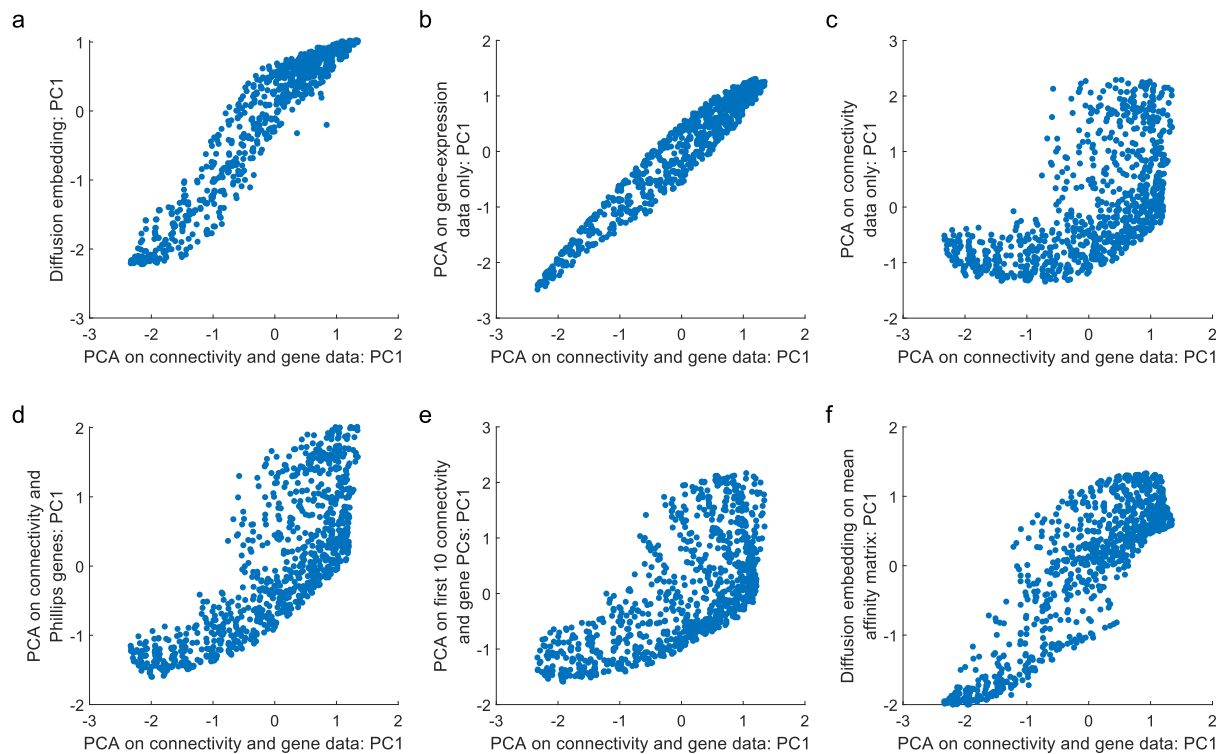 a
b
c
1
0
-1
-2
-3
Diffusion embedding: PC1
-3 -2 -1 0 1 2
PCA on connectivity and gene data: PC1
2
1
0
-1
-2
-3
PCA on gene-expression
data only: PC1
-3 -2 -1 0 1 2
PCA on connectivity and gene data: PC1
3
2
1
0
-1
-2
PCA on connectivity
data only: PC1
-3 -2 -1 0 1 2
PCA on connectivity and gene data: PC1
d
e
f
2
1
0
-1
-2
PCA on connectivity and
Phillips genes: PC1
-3 -2 -1 0 1 2
PCA on connectivity and gene data: PC1
3
2
1
0
-1
-2
PCA on first 10 connectvity
and gene PCs: PC1
-3 -2 -1 0 1 2
PCA on connectivity and gene data: PC1
2
1
0
-1
-2
Diffusion embedding on mean
affinity matrix: PC1
-3 -2 -1 0 1 2
PCA on connectivity and gene data: PC1